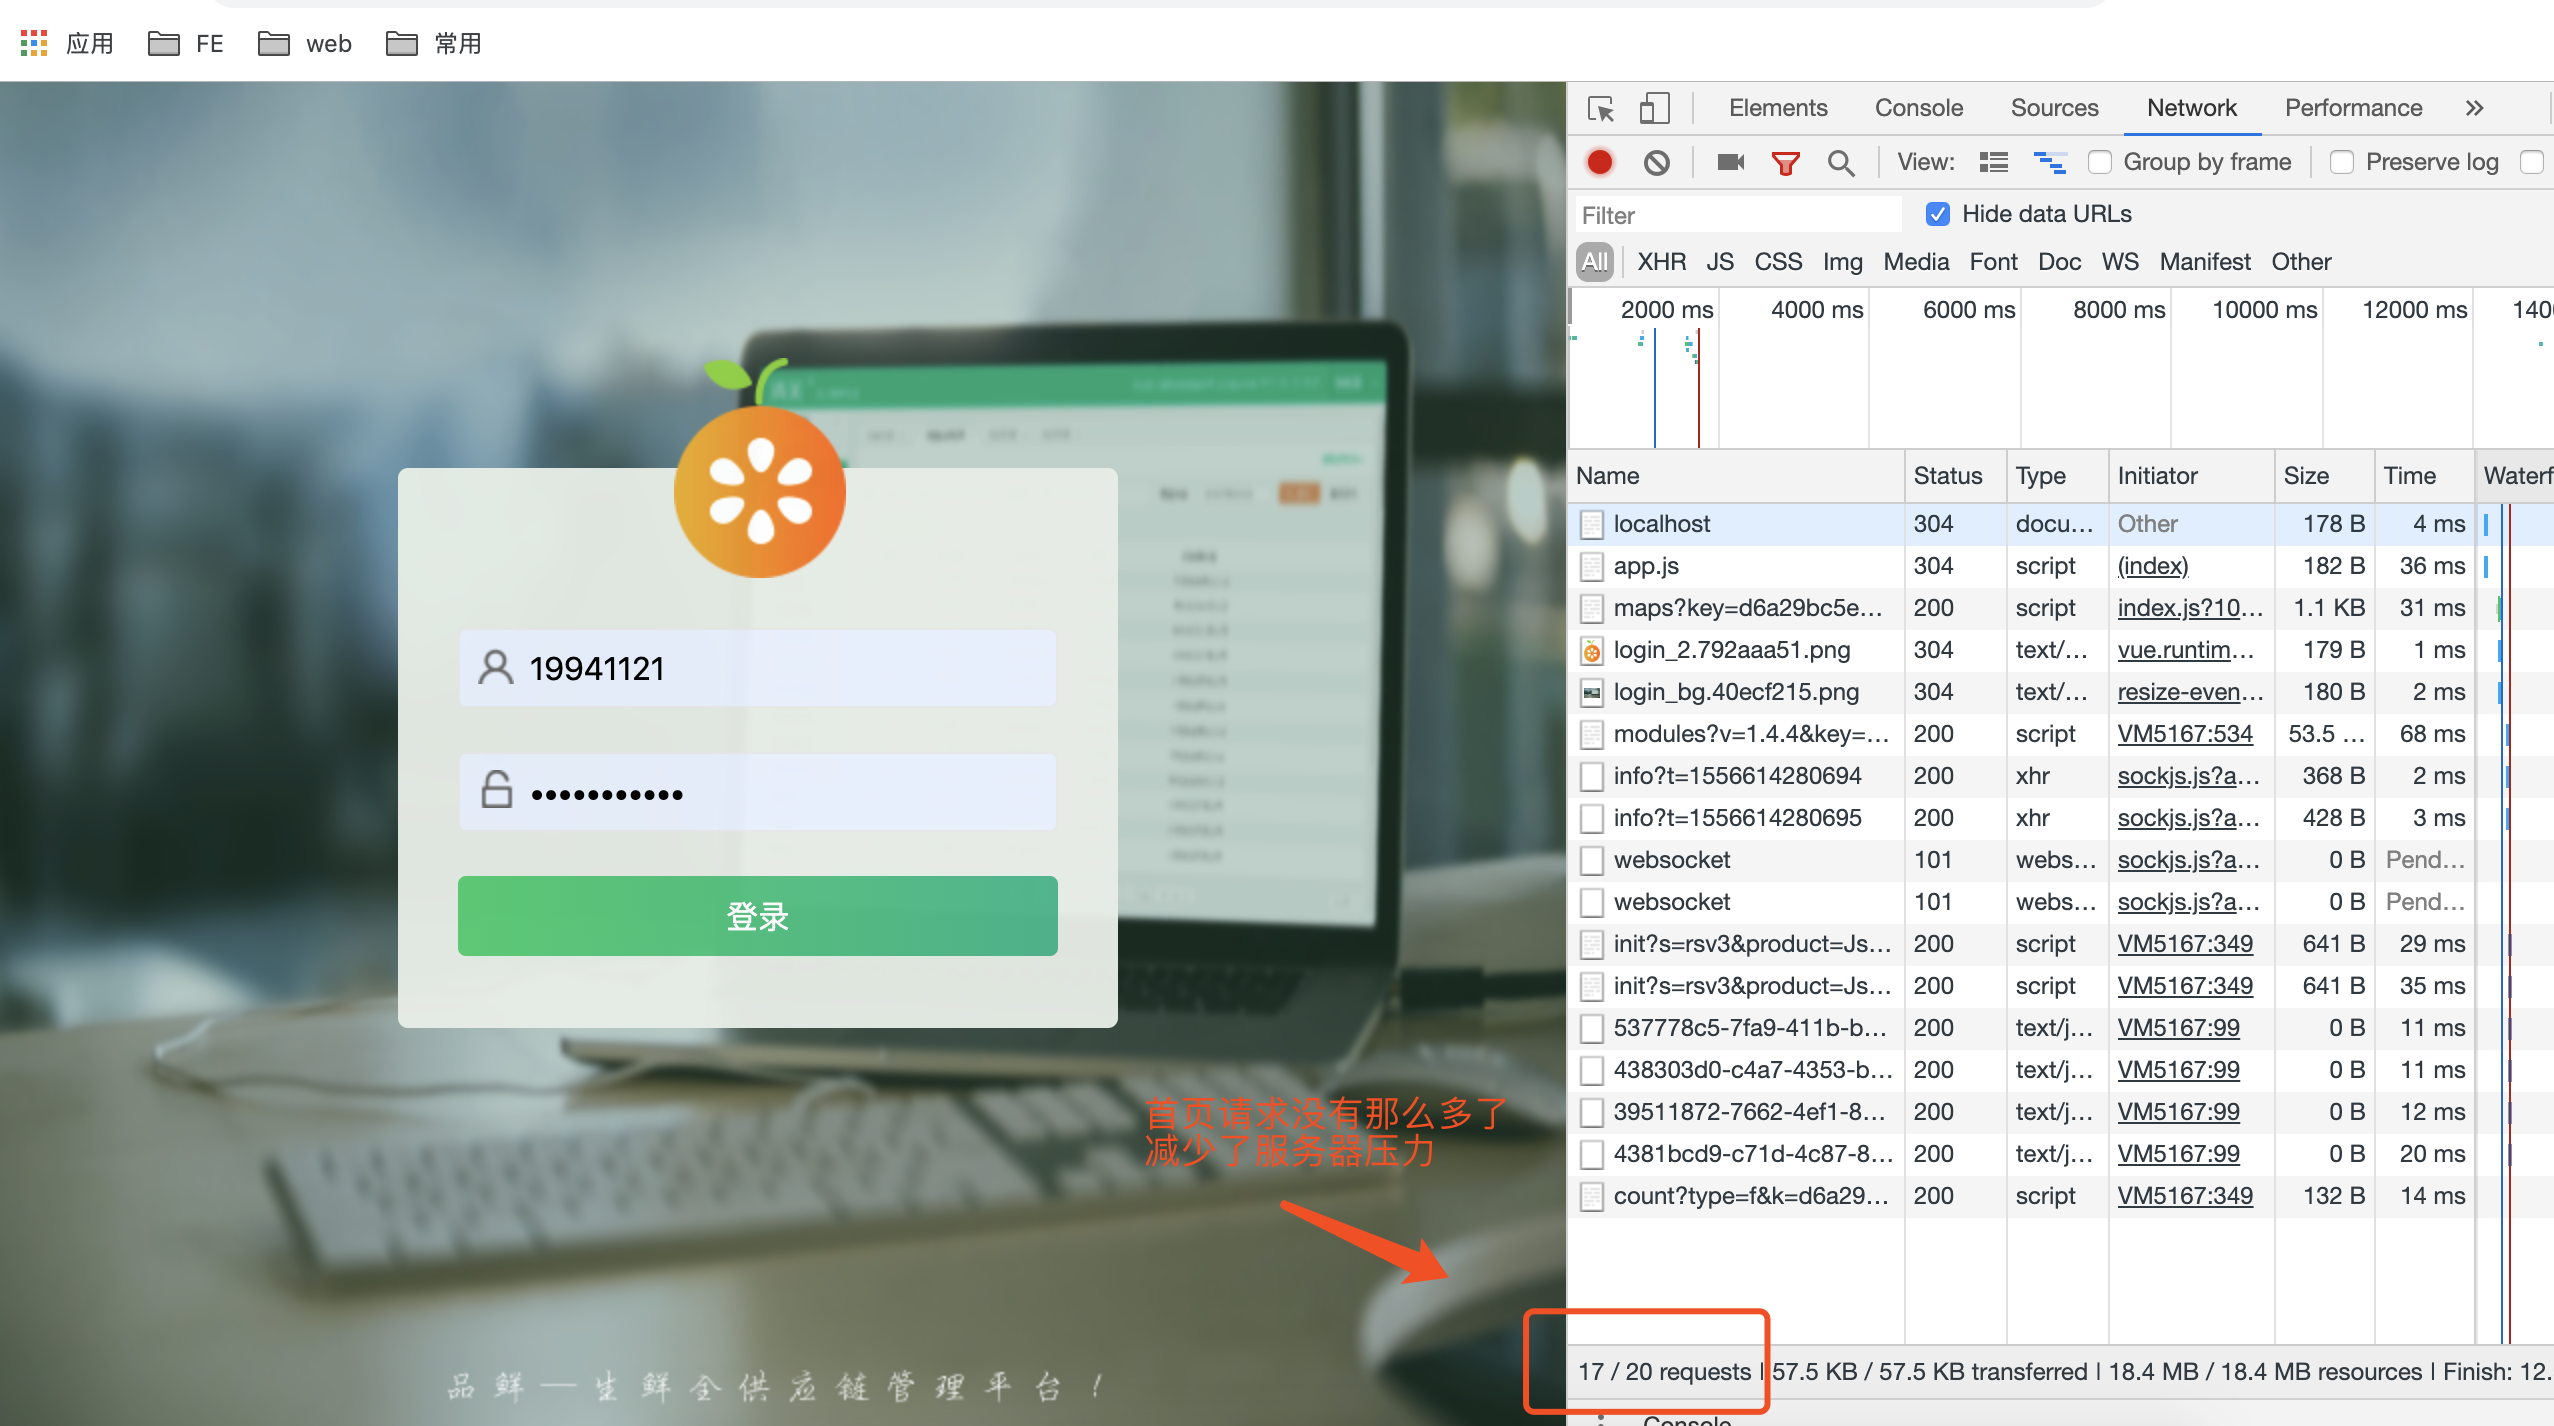 应用 FE web 常用
Elements Console Sources Network Performance
View: Group by frame Preserve log
Filter Hide data URLs
All XHR JS CSS Img Media Font Doc WS Manifest Other
2000 ms 4000 ms 6000 ms 8000 ms 10000 ms 12000 ms 140
Name Status Type Initiator Size Time Waterf
localhost 304 docu… Other 178 B 4 ms
app.js 304 script (index) 182 B 36 ms
maps?key=d6a29bc5e… 200 script index.js?10… 1.1 KB 31 ms
login_2.792aaa51.png 304 text/… vue.runtim… 179 B 1 ms
login_bg.40ecf215.png 304 text/… resize-even… 180 B 2 ms
modules?v=1.4.4&key=… 200 script VM5167:534 53.5 … 68 ms
info?t=1556614280694 200 xhr sockjs.js?a… 368 B 2 ms
info?t=1556614280695 200 xhr sockjs.js?a… 428 B 3 ms
websocket 101 webs… sockjs.js?a… 0 B Pend…
websocket 101 webs… sockjs.js?a… 0 B Pend…
init?s=rsv3&product=Js… 200 script VM5167:349 641 B 29 ms
init?s=rsv3&product=Js… 200 script VM5167:349 641 B 35 ms
537778c5-7fa9-411b-b… 200 text/j… VM5167:99 0 B 11 ms
438303d0-c4a7-4353-b… 200 text/j… VM5167:99 0 B 11 ms
39511872-7662-4ef1-8… 200 text/j… VM5167:99 0 B 12 ms
4381bcd9-c71d-4c87-8… 200 text/j… VM5167:99 0 B 20 ms
count?type=f&k=d6a29… 200 script VM5167:349 132 B 14 ms
17 / 20 requests | 57.5 KB / 57.5 KB transferred | 18.4 MB / 18.4 MB resources | Finish: 12.
Console
19941121
•••••••••••
登录
首页请求没有那么多了
减少了服务器压力
品鲜—生鲜全供应链管理平台！